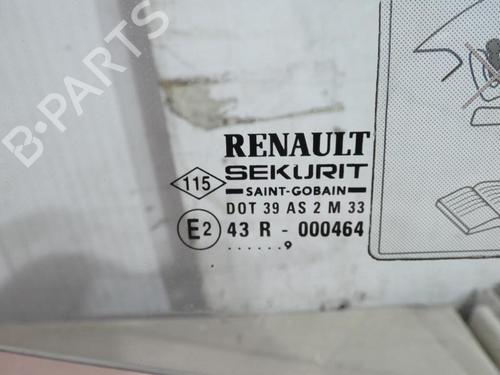 B-PARTS
RENAULT
115 SEKURIT
SAINT-GOBAIN
DOT 39 AS 2 M 33
E2 43 R - 000464
......9